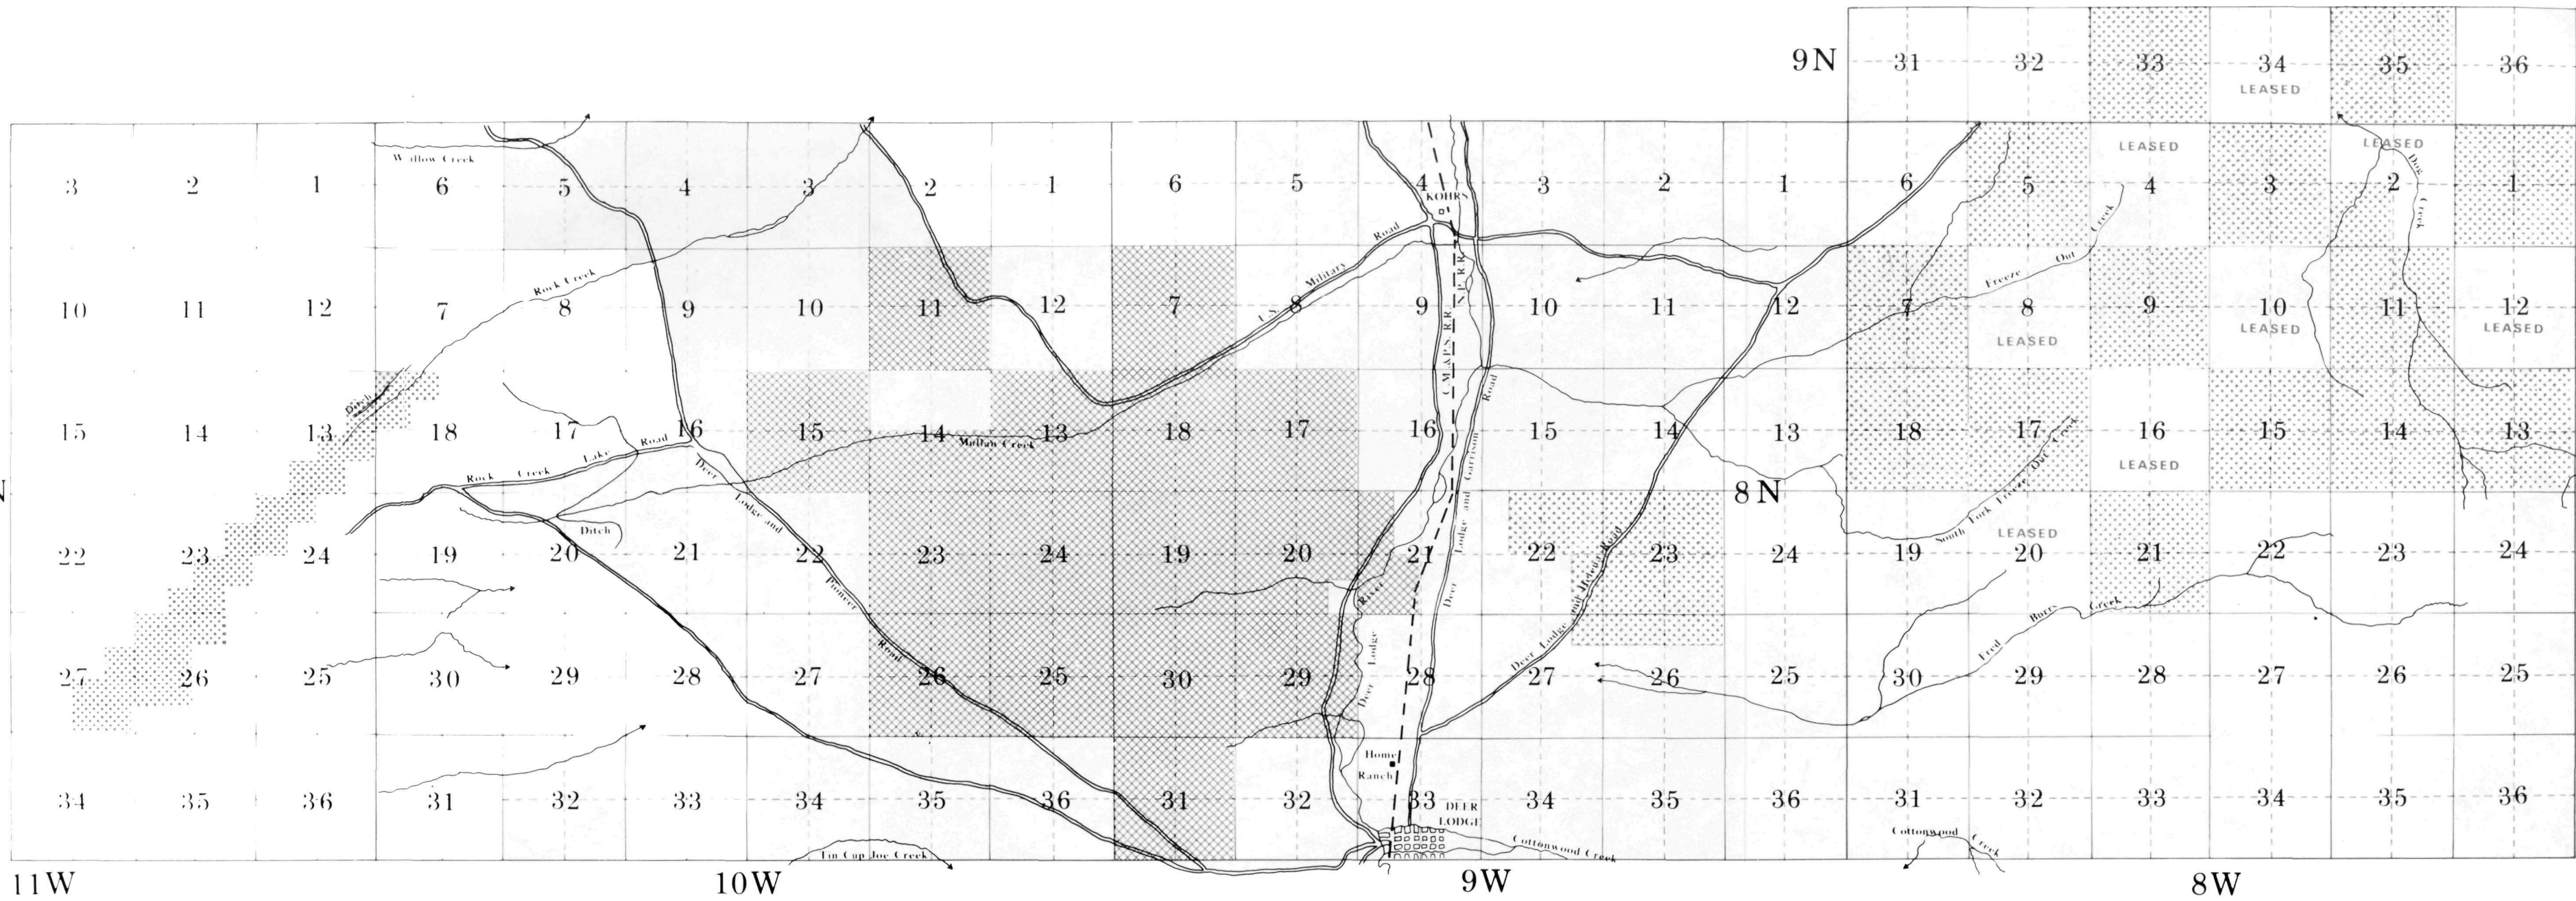 9N 31 32 33 34 35 36
LEASED
Willow Creek
LEASED LEASED
3 2 1 6 5 4 3 2 1 6 5 4 3 2 1 6 5 4 3 2 1
KOHRS
Dog Creek
Rock Creek
U.S. Military Road
Freeze Out Creek
10 11 12 7 8 9 10 11 12 7 8 9 10 11 12 7 8 9 10 11 12
N.P. RR
LEASED LEASED LEASED
Ditch
15 14 13 18 17 16 15 14 13 18 17 16 15 14 13 18 17 16 15 14 13
Mullan Creek
LEASED
Rock Creek Lake Road
Deer Lodge and Pioneer Road
Deer Lodge and Garrison Road
8N
South Fork Freeze Out Creek
Ditch
LEASED
22 23 24 19 20 21 22 23 24 19 20 21 22 23 24 19 20 21 22 23 24
Deer Lodge River
Deer Lodge and Helena Road
Fred Burrs Creek
27 26 25 30 29 28 27 26 25 30 29 28 27 26 25 30 29 28 27 26 25
Home
Ranch
34 35 36 31 32 33 34 35 36 31 32 33 34 35 36 31 32 33 34 35 36
DEER
LODGE
Tin Cup Joe Creek
Cottonwood Creek
Cottonwood Creek
11W 10W 9W 8W